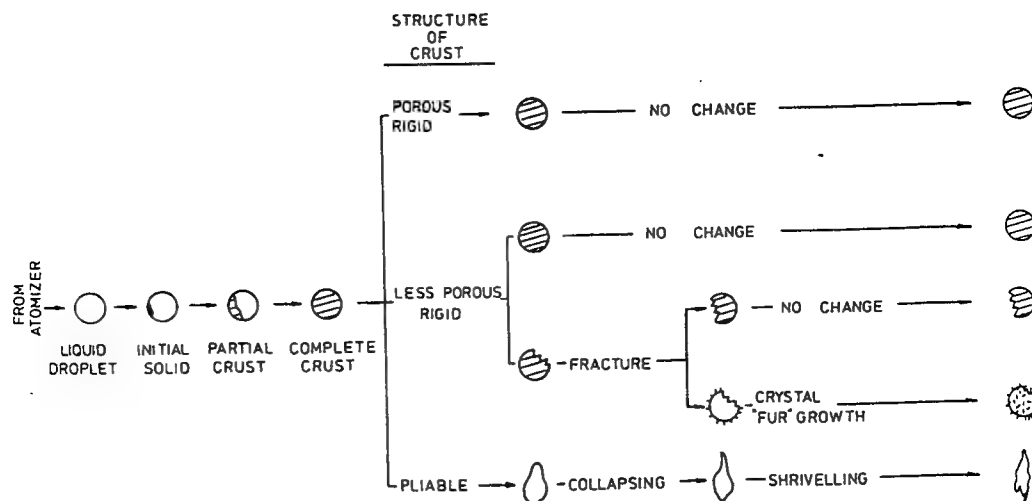 STRUCTURE
OF
CRUST
POROUS
RIGID
NO CHANGE
NO CHANGE
FROM
ATOMIZER
LIQUID
DROPLET
INITIAL
SOLID
PARTIAL
CRUST
COMPLETE
CRUST
LESS POROUS
RIGID
FRACTURE
NO CHANGE
CRYSTAL
"FUR" GROWTH
PLIABLE
COLLAPSING
SHRIVELLING